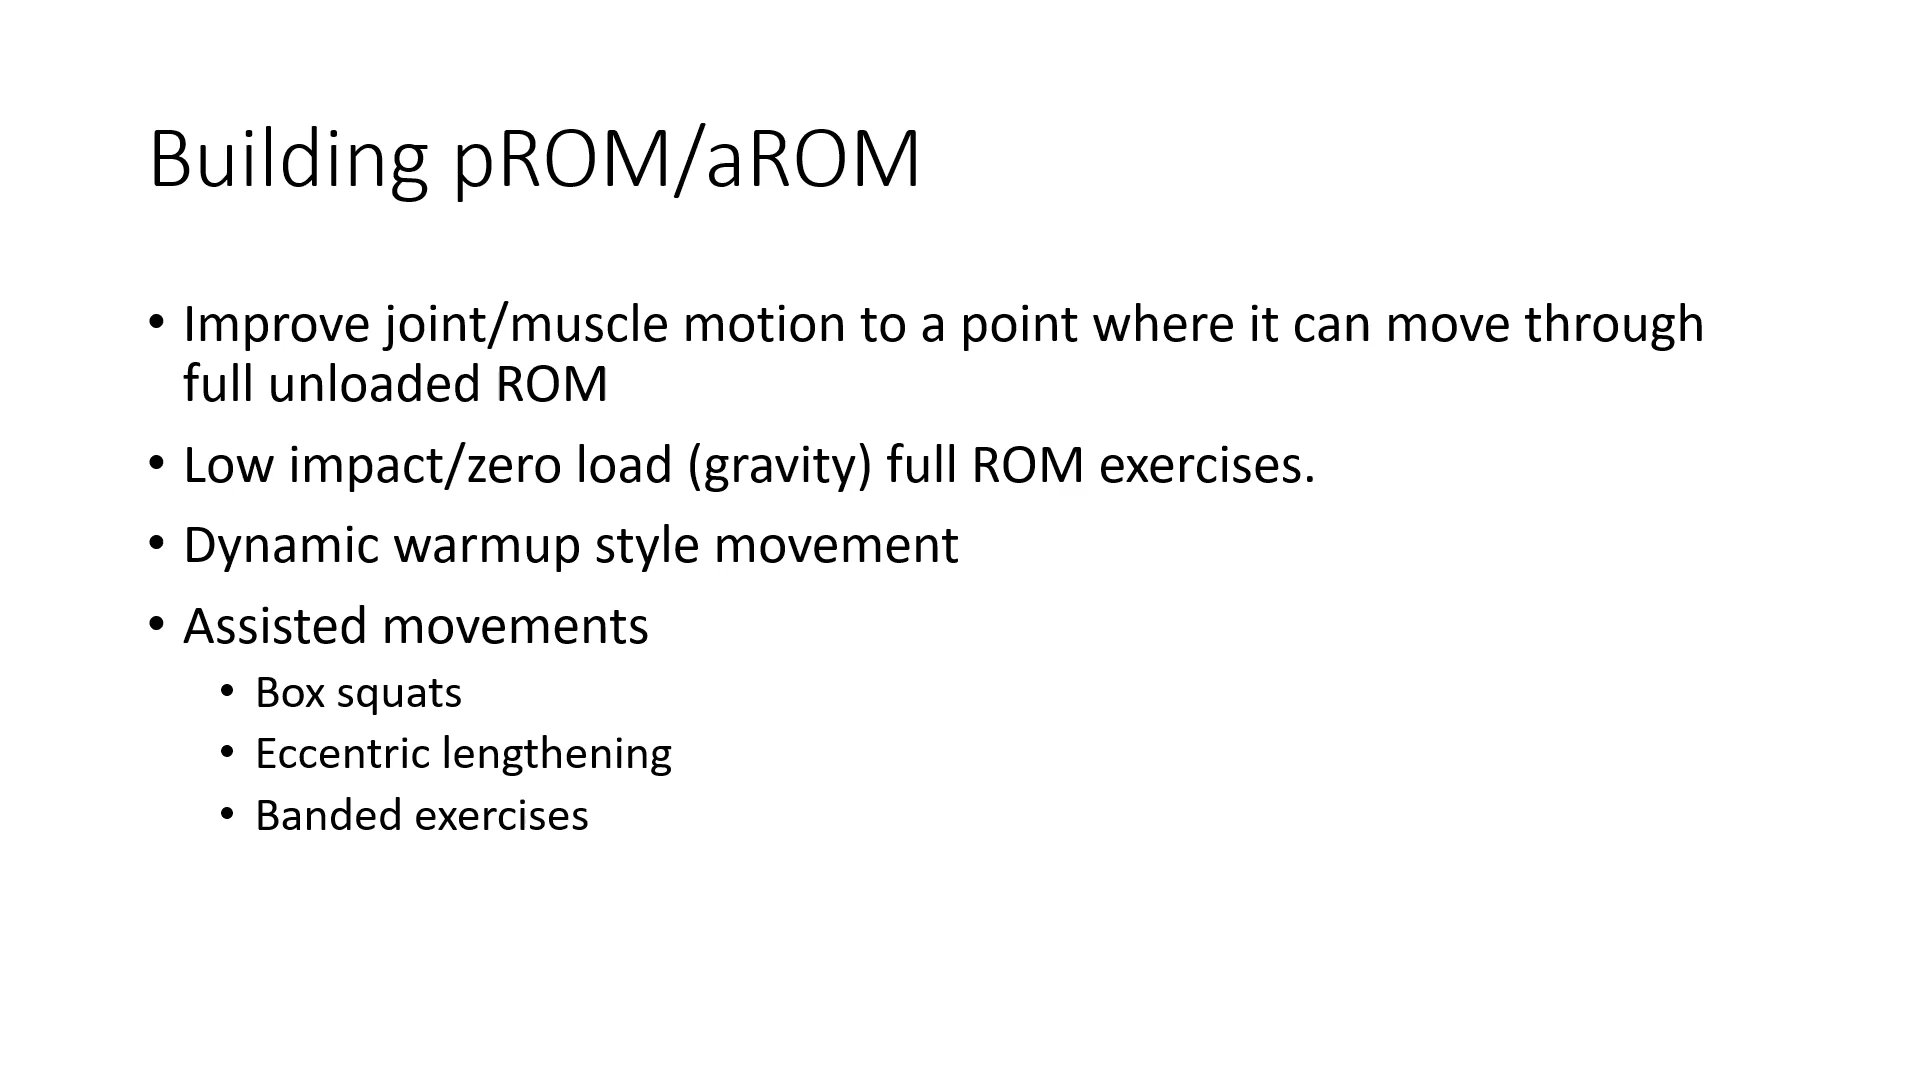 Building pROM/aROM
• Improve joint/muscle motion to a point where it can move through
full unloaded ROM
• Low impact/zero load (gravity) full ROM exercises.
• Dynamic warmup style movement
• Assisted movements
• Box squats
• Eccentric lengthening
• Banded exercises